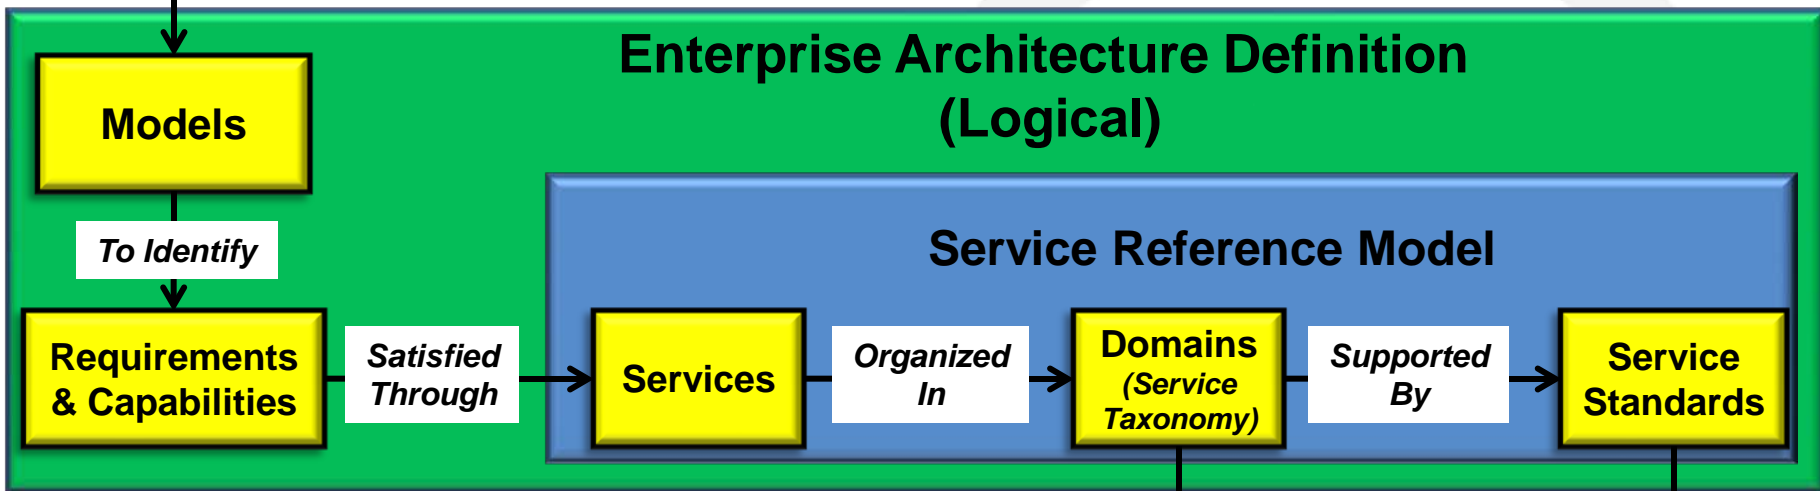 Enterprise Architecture Definition
(Logical)
Models
To Identify
Service Reference Model
Requirements
& Capabilities
Satisfied
Through
Services
Organized
In
Domains
(Service
Taxonomy)
Supported
By
Service
Standards